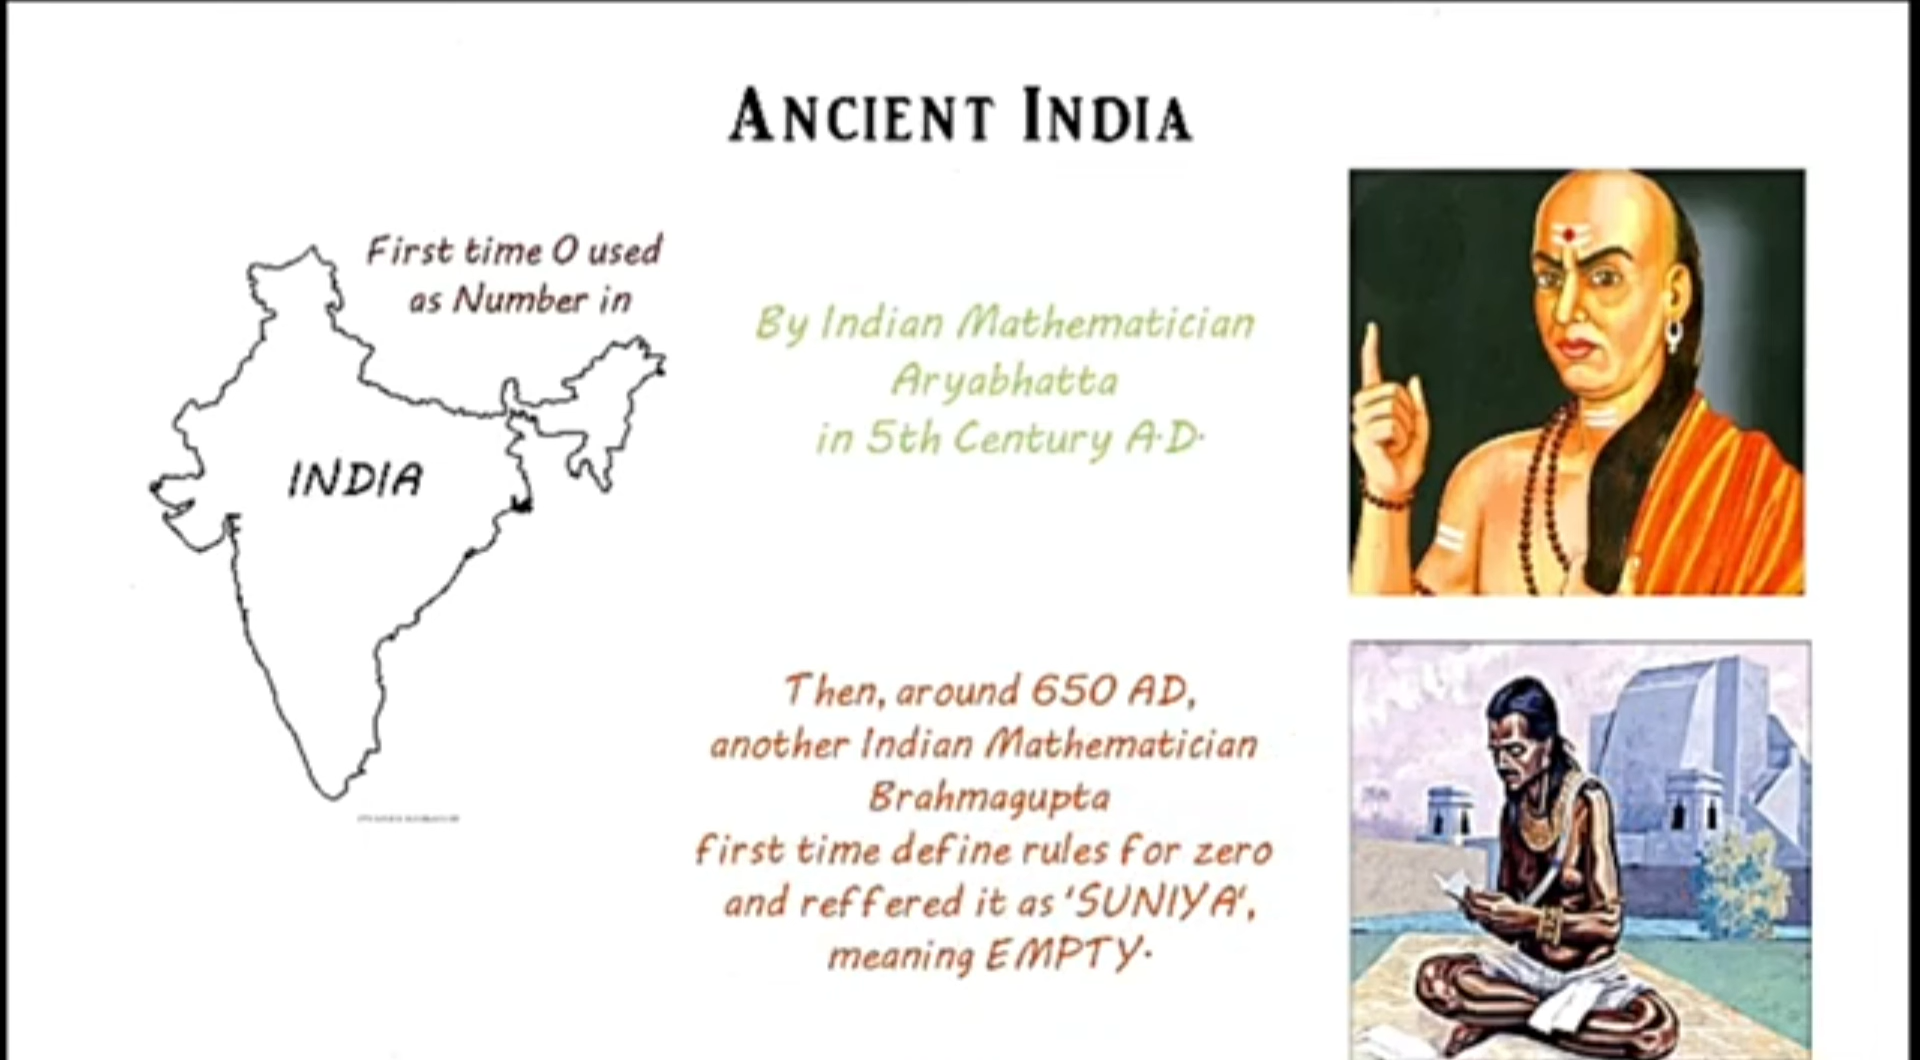 ANCIENT INDIA
First time 0 used
as Number in
INDIA
By Indian Mathematician
Aryabhatta
in 5th Century A.D.
Then, around 650 AD,
another Indian Mathematician
Brahmagupta
first time define rules for zero
and reffered it as 'SUNIYA',
meaning EMPTY.